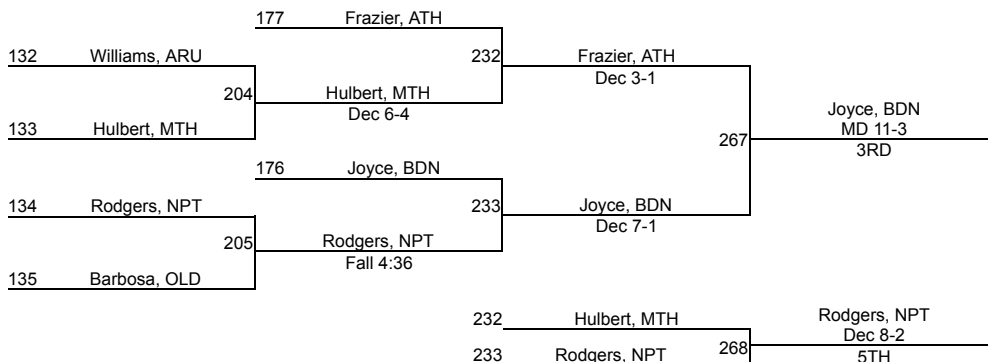 177 Frazier, ATH
132 Williams, ARU
232 Frazier, ATH
Dec 3-1
204 Hulbert, MTH
Dec 6-4
133 Hulbert, MTH
267 Joyce, BDN
MD 11-3
3RD
176 Joyce, BDN
134 Rodgers, NPT
233 Joyce, BDN
Dec 7-1
205 Rodgers, NPT
Fall 4:36
135 Barbosa, OLD
232 Hulbert, MTH
268 Rodgers, NPT
Dec 8-2
5TH
233 Rodgers, NPT